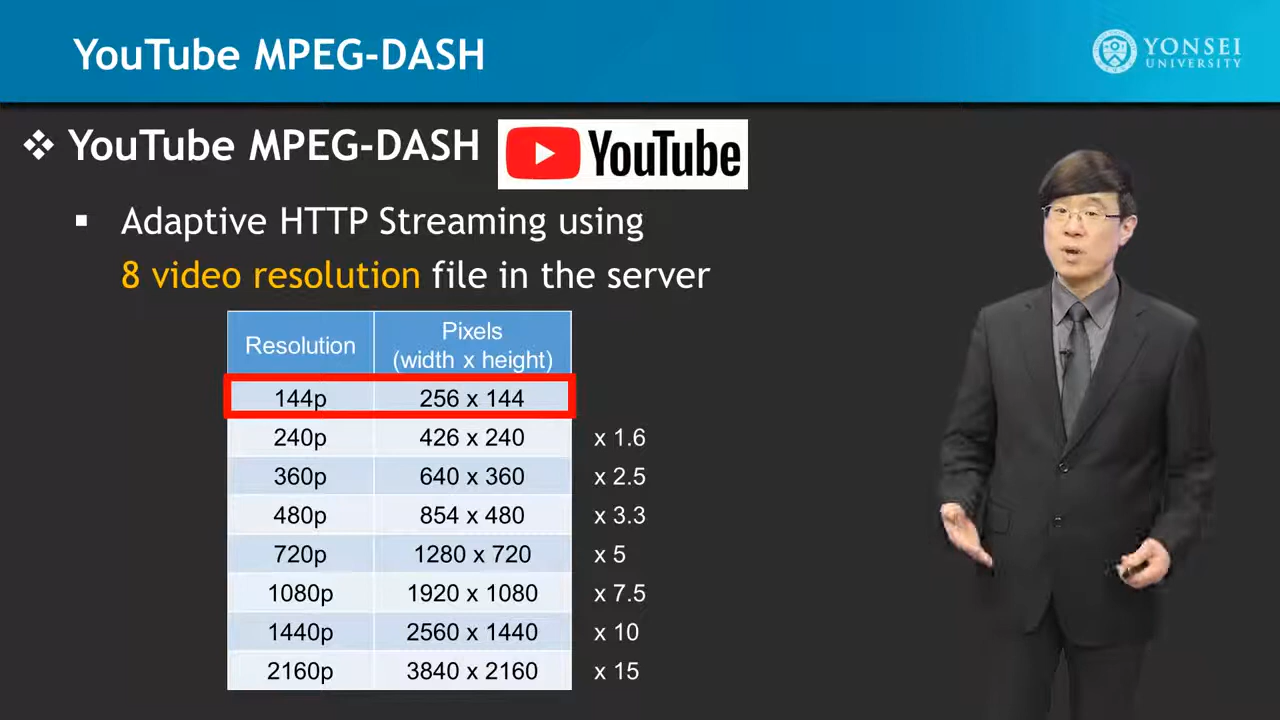 YouTube MPEG-DASH
YONSEI
UNIVERSITY
❖ YouTube MPEG-DASH
YouTube
▪ Adaptive HTTP Streaming using
8 video resolution file in the server
Resolution Pixels
(width x height)
144p 256 x 144
240p 426 x 240 x 1.6
360p 640 x 360 x 2.5
480p 854 x 480 x 3.3
720p 1280 x 720 x 5
1080p 1920 x 1080 x 7.5
1440p 2560 x 1440 x 10
2160p 3840 x 2160 x 15